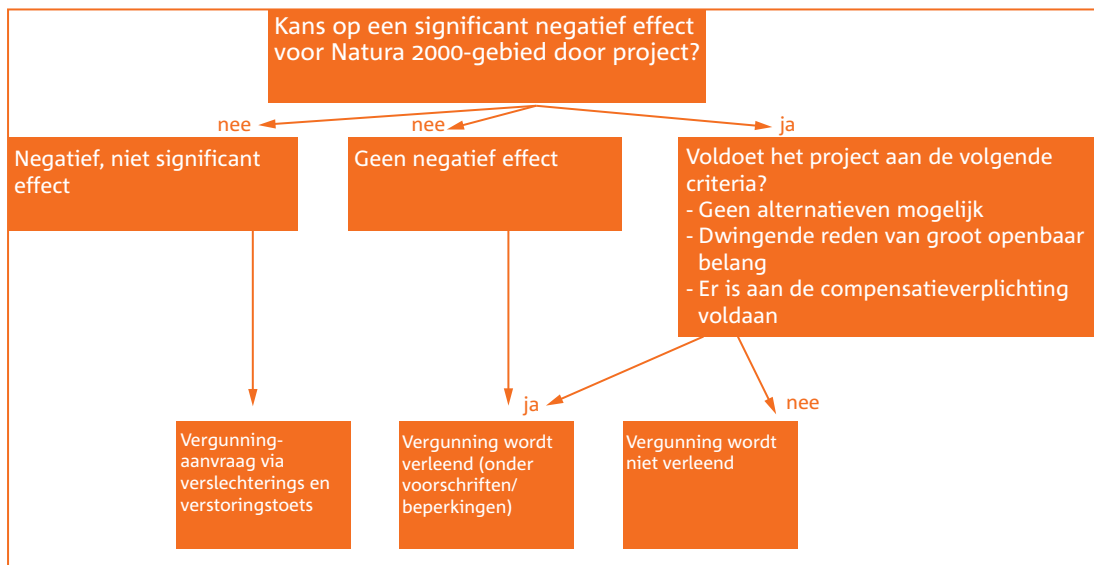 Kans op een significant negatief effect
voor Natura 2000-gebied door project?
nee
nee
ja
Negatief, niet significant
effect
Geen negatief effect
Voldoet het project aan de volgende
criteria?
- Geen alternatieven mogelijk
- Dwingende reden van groot openbaar
belang
- Er is aan de compensatieverplichting
voldaan
ja
nee
Vergunning-
aanvraag via
verslechterings en
verstoringstoets
Vergunning wordt
verleend (onder
voorschriften/
beperkingen)
Vergunning wordt
niet verleend